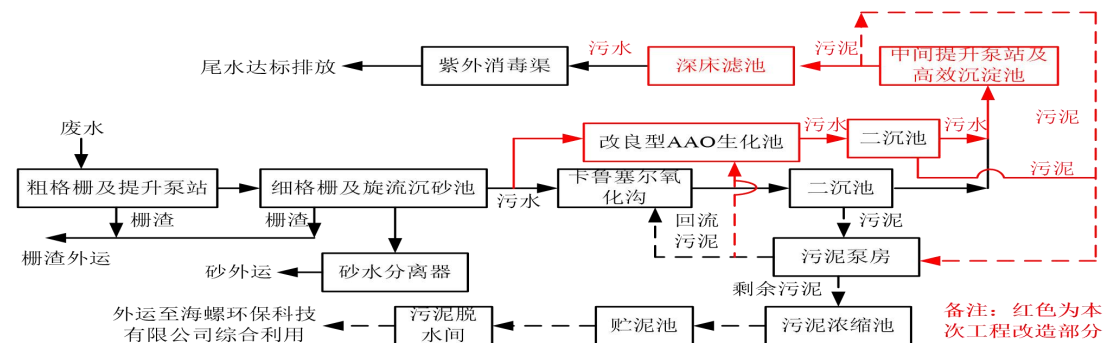 污水
污泥
中间提升泵站及
高效沉淀池
尾水达标排放
紫外消毒渠
深床滤池
污泥
废水
改良型AAO生化池
污水
二沉池
污水
污泥
粗格栅及提升泵站
细格栅及旋流沉砂池
污水
卡鲁塞尔氧
化沟
二沉池
栅渣
栅渣
回流
污泥
污泥
栅渣外运
砂外运
砂水分离器
污泥泵房
剩余污泥
外运至海螺环保科技
有限公司综合利用
污泥脱
水间
贮泥池
污泥浓缩池
备注：红色为本
次工程改造部分